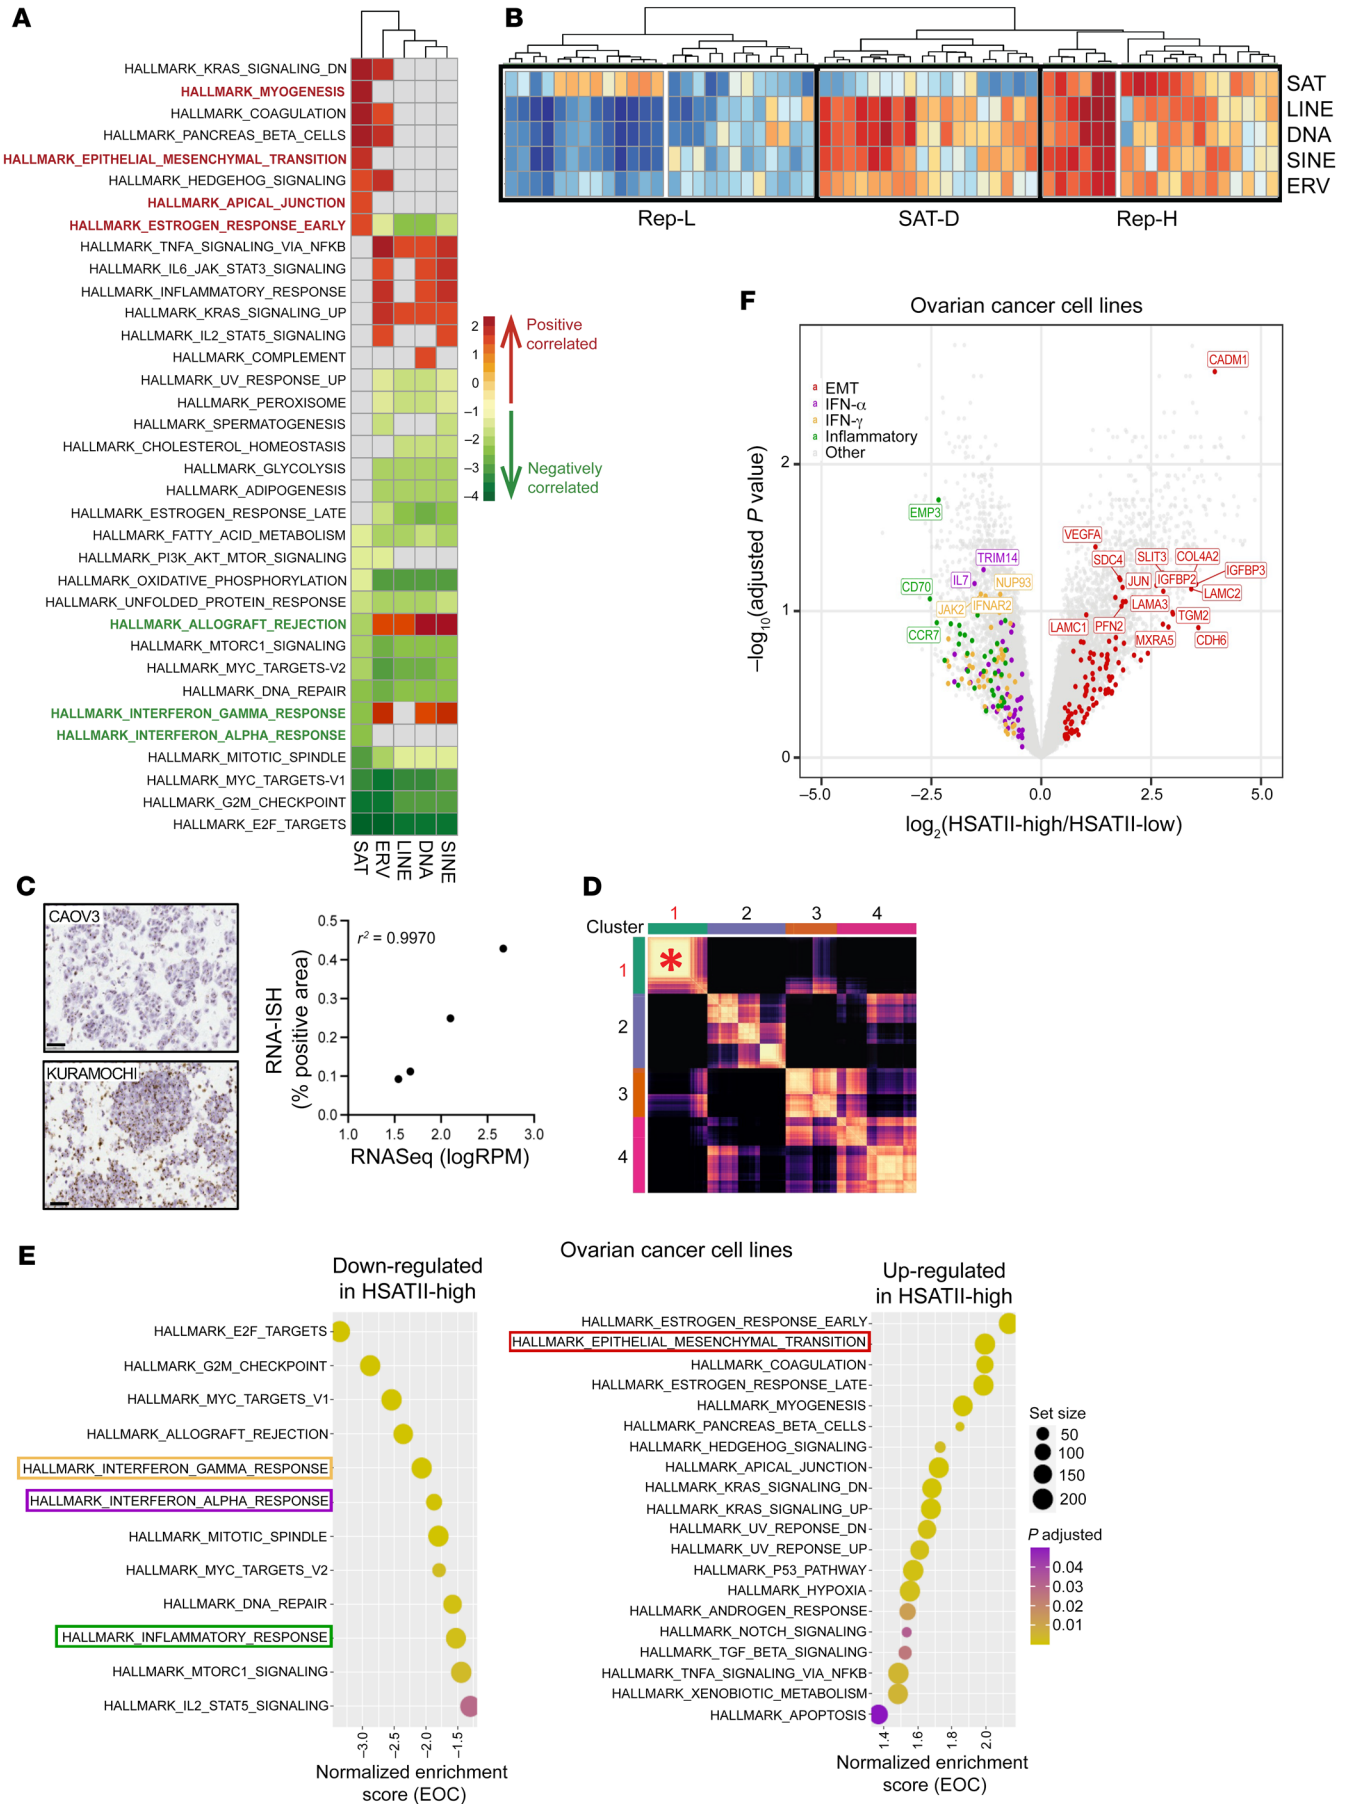 A
HALLMARK_KRAS_SIGNALING_DN
HALLMARK_MYOGENESIS
HALLMARK_COAGULATION
HALLMARK_PANCREAS_BETA_CELLS
HALLMARK_EPITHELIAL_MESENCHYMAL_TRANSITION
HALLMARK_HEDGEHOG_SIGNALING
HALLMARK_APICAL_JUNCTION
HALLMARK_ESTROGEN_RESPONSE_EARLY
HALLMARK_TNFA_SIGNALING_VIA_NFKB
HALLMARK_IL6_JAK_STAT3_SIGNALING
HALLMARK_INFLAMMATORY_RESPONSE
HALLMARK_KRAS_SIGNALING_UP
HALLMARK_IL2_STAT5_SIGNALING
HALLMARK_COMPLEMENT
HALLMARK_UV_RESPONSE_UP
HALLMARK_PEROXISOME
HALLMARK_SPERMATOGENESIS
HALLMARK_CHOLESTEROL_HOMEOSTASIS
HALLMARK_GLYCOLYSIS
HALLMARK_ADIPOGENESIS
HALLMARK_ESTROGEN_RESPONSE_LATE
HALLMARK_FATTY_ACID_METABOLISM
HALLMARK_PI3K_AKT_MTOR_SIGNALING
HALLMARK_OXIDATIVE_PHOSPHORYLATION
HALLMARK_UNFOLDED_PROTEIN_RESPONSE
HALLMARK_ALLOGRAFT_REJECTION
HALLMARK_MTORC1_SIGNALING
HALLMARK_MYC_TARGETS-V2
HALLMARK_DNA_REPAIR
HALLMARK_INTERFERON_GAMMA_RESPONSE
HALLMARK_INTERFERON_ALPHA_RESPONSE
HALLMARK_MITOTIC_SPINDLE
HALLMARK_MYC_TARGETS-V1
HALLMARK_G2M_CHECKPOINT
HALLMARK_E2F_TARGETS
SAT
ERV
LINE
DNA
SINE
2
1
0
–1
–2
–3
–4
Positive
correlated
Negatively
correlated
B
SAT
LINE
DNA
SINE
ERV
Rep-L
SAT-D
Rep-H
F
Ovarian cancer cell lines
–log10(adjusted P value)
2
1
0
a EMT
a IFN-α
a IFN-γ
a Inflammatory
a Other
CADM1
EMP3
VEGFA
TRIM14
SDC4
SLIT3
COL4A2
IGFBP3
CD70
IL7
NUP93
JUN
IGFBP2
LAMC2
JAK2
IFNAR2
LAMA3
TGM2
CCR7
LAMC1
PFN2
MXRA5
CDH6
–5.0
–2.5
0.0
2.5
5.0
log2(HSATII-high/HSATII-low)
C
CAOV3
KURAMOCHI
RNA-ISH
(% positive area)
r2 = 0.9970
0.5
0.4
0.3
0.2
0.1
0.0
1.0
1.5
2.0
2.5
3.0
RNASeq (logRPM)
D
Cluster
1
2
3
4
1
2
3
4
*
E
Ovarian cancer cell lines
Down-regulated
in HSATII-high
HALLMARK_E2F_TARGETS
HALLMARK_G2M_CHECKPOINT
HALLMARK_MYC_TARGETS_V1
HALLMARK_ALLOGRAFT_REJECTION
HALLMARK_INTERFERON_GAMMA_RESPONSE
HALLMARK_INTERFERON_ALPHA_RESPONSE
HALLMARK_MITOTIC_SPINDLE
HALLMARK_MYC_TARGETS_V2
HALLMARK_DNA_REPAIR
HALLMARK_INFLAMMATORY_RESPONSE
HALLMARK_MTORC1_SIGNALING
HALLMARK_IL2_STAT5_SIGNALING
–3.0
–2.5
–2.0
–1.5
Normalized enrichment
score (EOC)
Up-regulated
in HSATII-high
HALLMARK_ESTROGEN_RESPONSE_EARLY
HALLMARK_EPITHELIAL_MESENCHYMAL_TRANSITION
HALLMARK_COAGULATION
HALLMARK_ESTROGEN_RESPONSE_LATE
HALLMARK_MYOGENESIS
HALLMARK_PANCREAS_BETA_CELLS
HALLMARK_HEDGEHOG_SIGNALING
HALLMARK_APICAL_JUNCTION
HALLMARK_KRAS_SIGNALING_DN
HALLMARK_KRAS_SIGNALING_UP
HALLMARK_UV_REPONSE_DN
HALLMARK_UV_REPONSE_UP
HALLMARK_P53_PATHWAY
HALLMARK_HYPOXIA
HALLMARK_ANDROGEN_RESPONSE
HALLMARK_NOTCH_SIGNALING
HALLMARK_TGF_BETA_SIGNALING
HALLMARK_TNFA_SIGNALING_VIA_NFKB
HALLMARK_XENOBIOTIC_METABOLISM
HALLMARK_APOPTOSIS
1.4
1.6
1.8
2.0
Normalized enrichment
score (EOC)
Set size
50
100
150
200
P adjusted
0.04
0.03
0.02
0.01